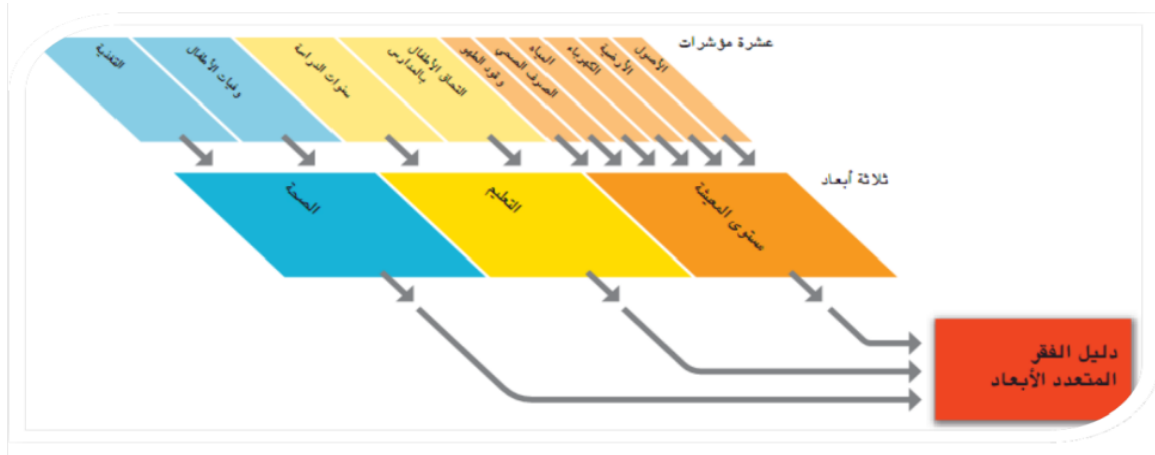 عشرة مؤشرات
الأصول
الأرضية
الكهرباء
المياه
الصرف الصحي
وقود الطهو
التحاق الأطفال
بالمدارس
سنوات الدراسة
وفيات الأطفال
التغذية
ثلاثة أبعاد
مستوى المعيشة
التعليم
الصحة
دليل الفقر
المتعدد الأبعاد